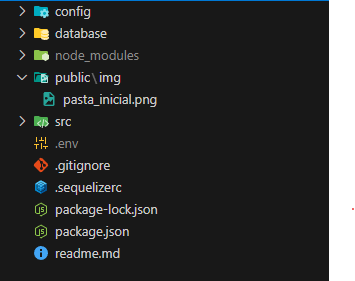 config
database
node_modules
public\img
pasta_inicial.png
src
.env
.gitignore
.sequelizerc
package-lock.json
package.json
readme.md